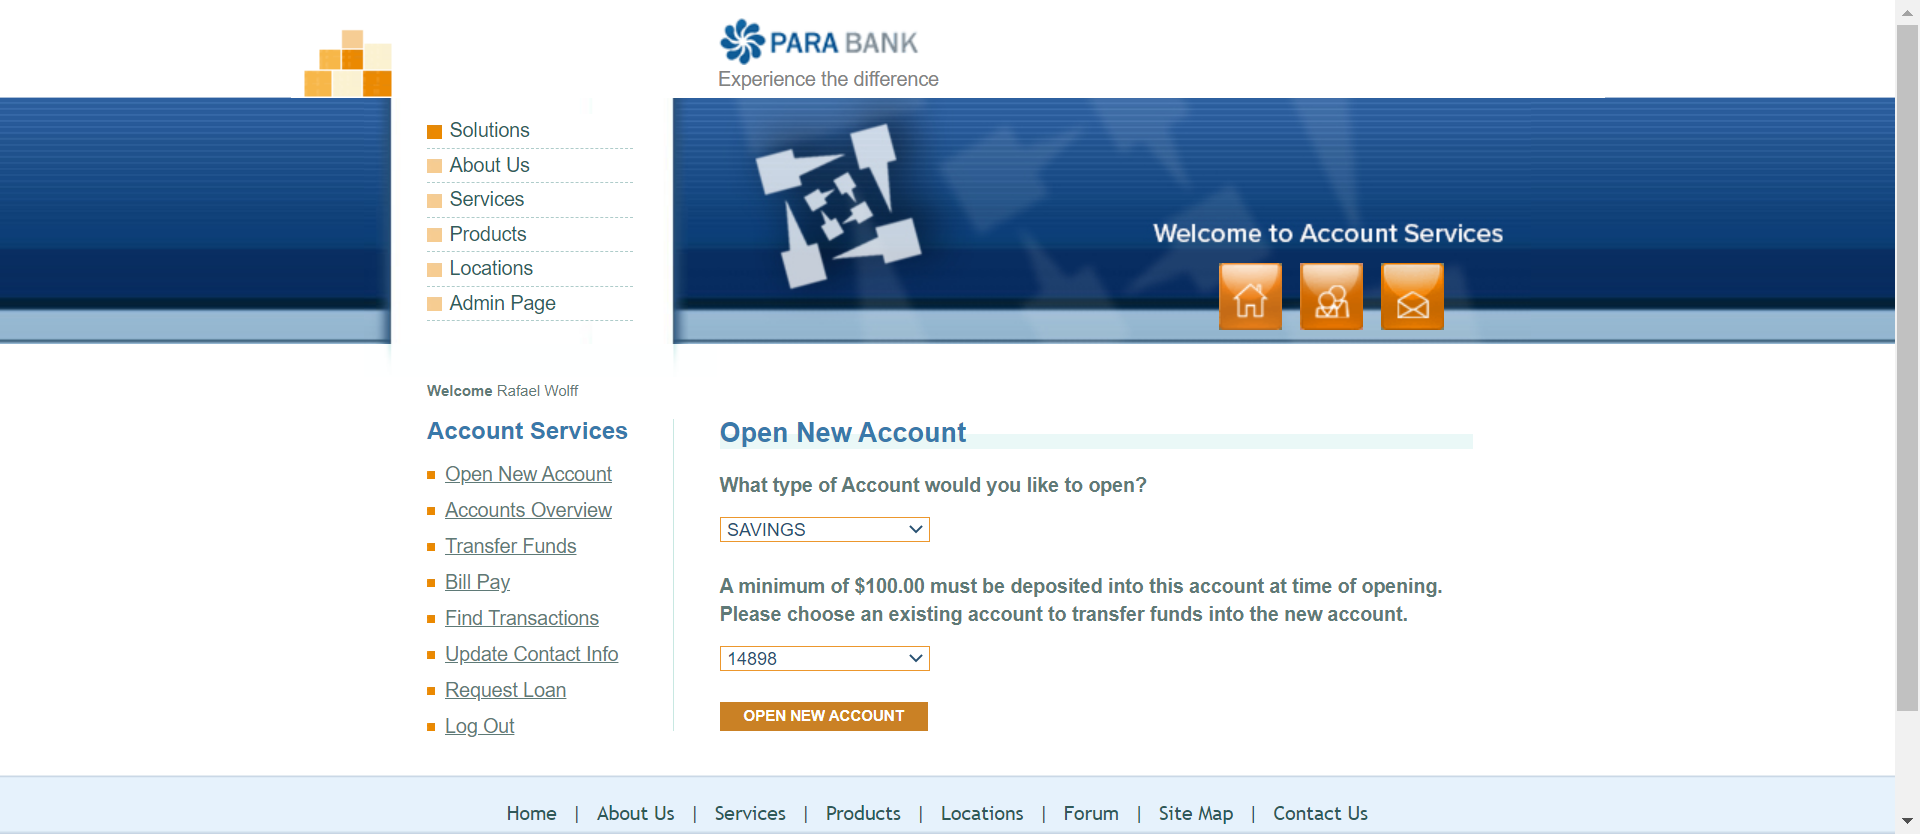 PARA BANK
Experience the difference
Solutions
About Us
Services
Products
Locations
Admin Page
Welcome to Account Services
Welcome Rafael Wolff
Account Services
Open New Account
Accounts Overview
Transfer Funds
Bill Pay
Find Transactions
Update Contact Info
Request Loan
Log Out
Open New Account
What type of Account would you like to open?
SAVINGS
A minimum of $100.00 must be deposited into this account at time of opening.
Please choose an existing account to transfer funds into the new account.
14898
OPEN NEW ACCOUNT
Home | About Us | Services | Products | Locations | Forum | Site Map | Contact Us